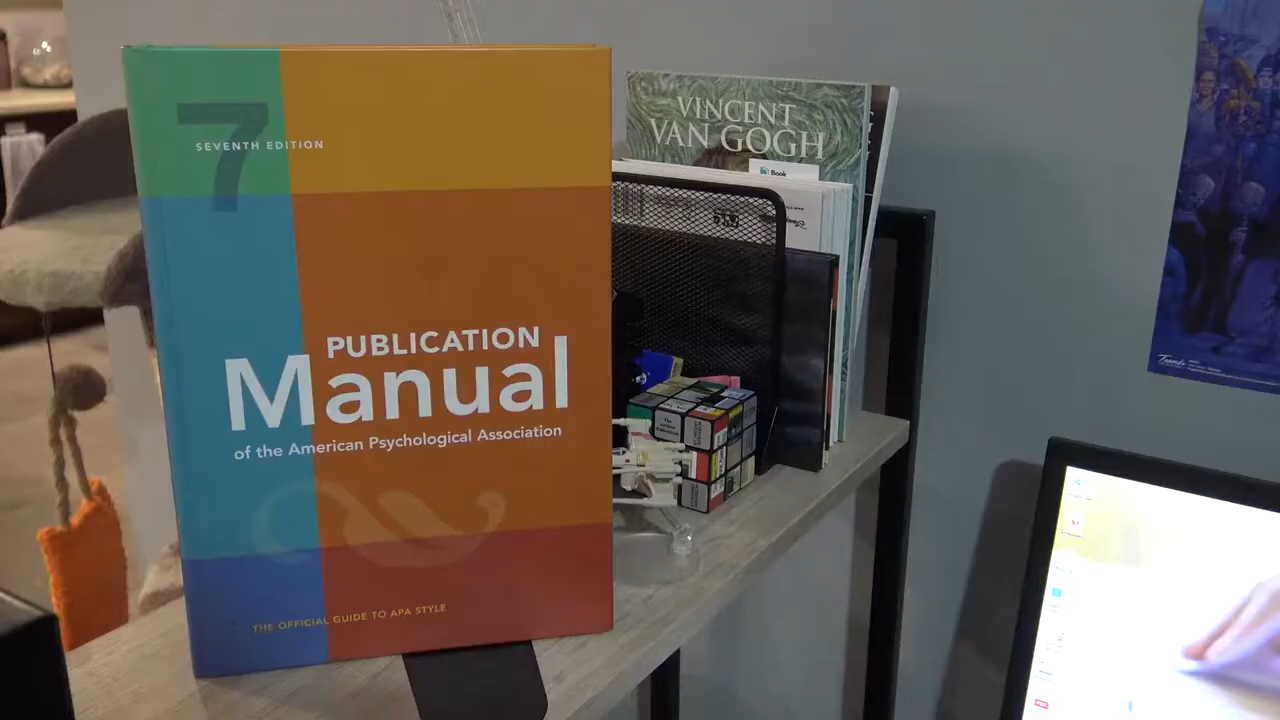 7
SEVENTH EDITION
PUBLICATION
Manual
of the American Psychological Association
&
THE OFFICIAL GUIDE TO APA STYLE
VINCENT
VAN GOGH
Book